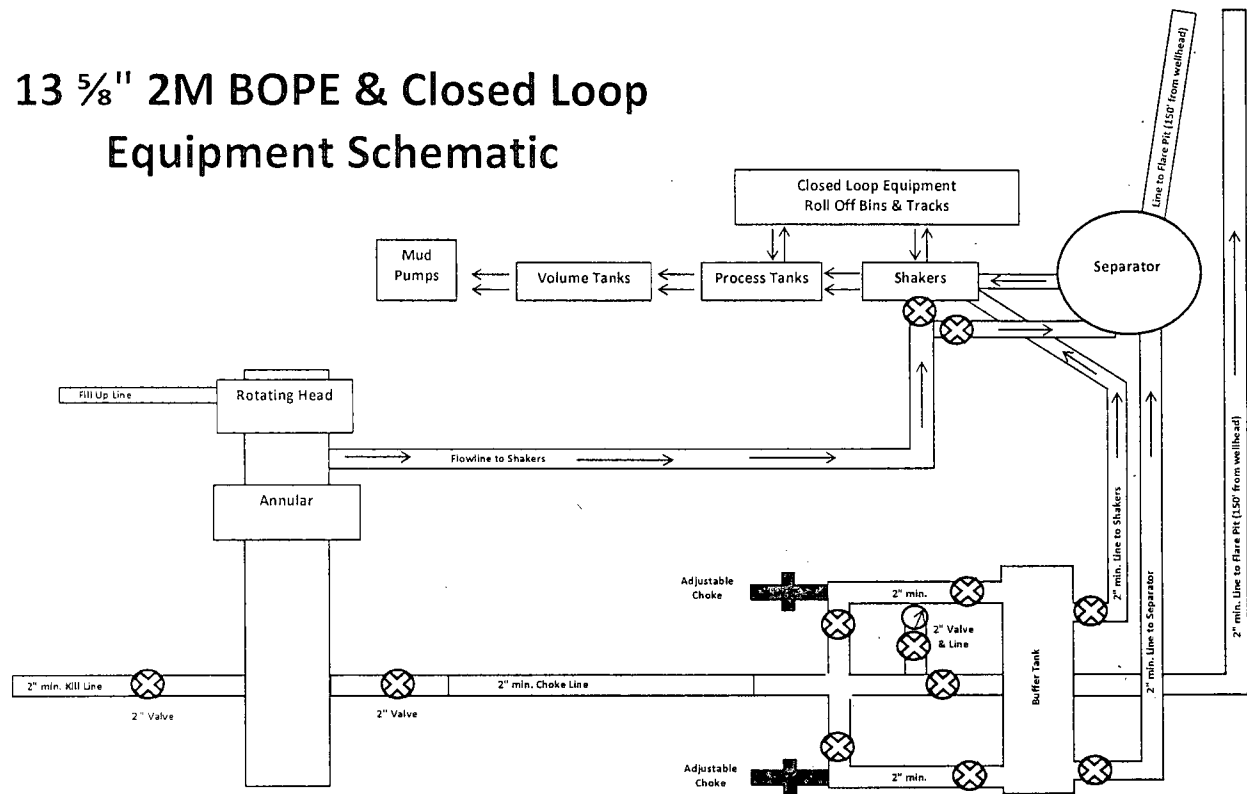 13 ⅝" 2M BOPE & Closed Loop
Equipment Schematic
Line to Flare Pit (150' from wellhead)
Closed Loop Equipment
Roll Off Bins & Tracks
Mud
Pumps
Volume Tanks
Process Tanks
Shakers
Separator
Fill Up Line
Rotating Head
Flowline to Shakers
Annular
Adjustable
Choke
2" min.
2" Valve
& Line
Buffer Tank
2" min. Line to Shakers
2" min. Line to Separator
2" min. Line to Flare Pit (150' from wellhead)
2" min. Kill Line
2" Valve
2" Valve
2" min. Choke Line
Adjustable
Choke
2" min.